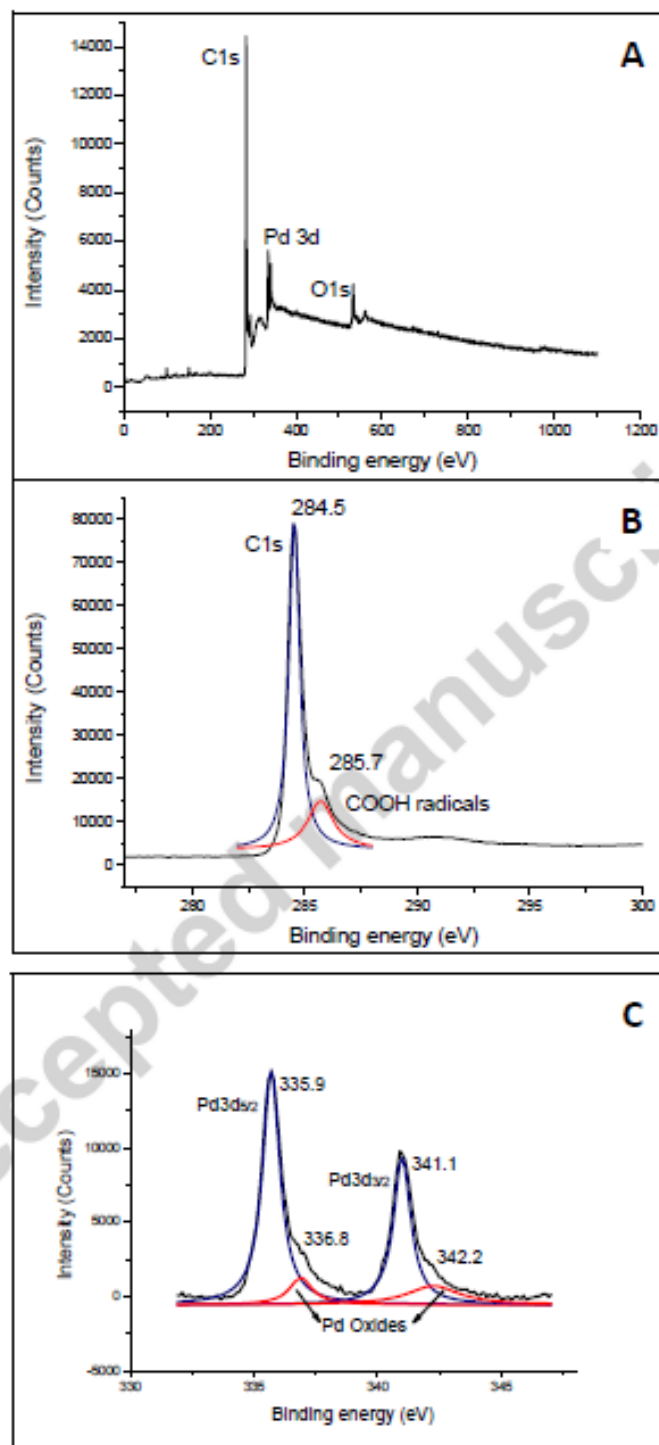 A
C1s
Pd 3d
O1s
14000
12000
10000
8000
6000
4000
2000
0
0 200 400 600 800 1000 1200
Intensity (Counts)
Binding energy (eV)
B
284.5
C1s
285.7
COOH radicals
80000
70000
60000
50000
40000
30000
20000
10000
0
280 285 290 295 300
Intensity (Counts)
Binding energy (eV)
C
Pd3d5/2
335.9
336.8
Pd3d3/2
341.1
342.2
Pd Oxides
15000
10000
5000
0
-5000
330 335 340 345
Intensity (Counts)
Binding energy (eV)
ccepted manusc